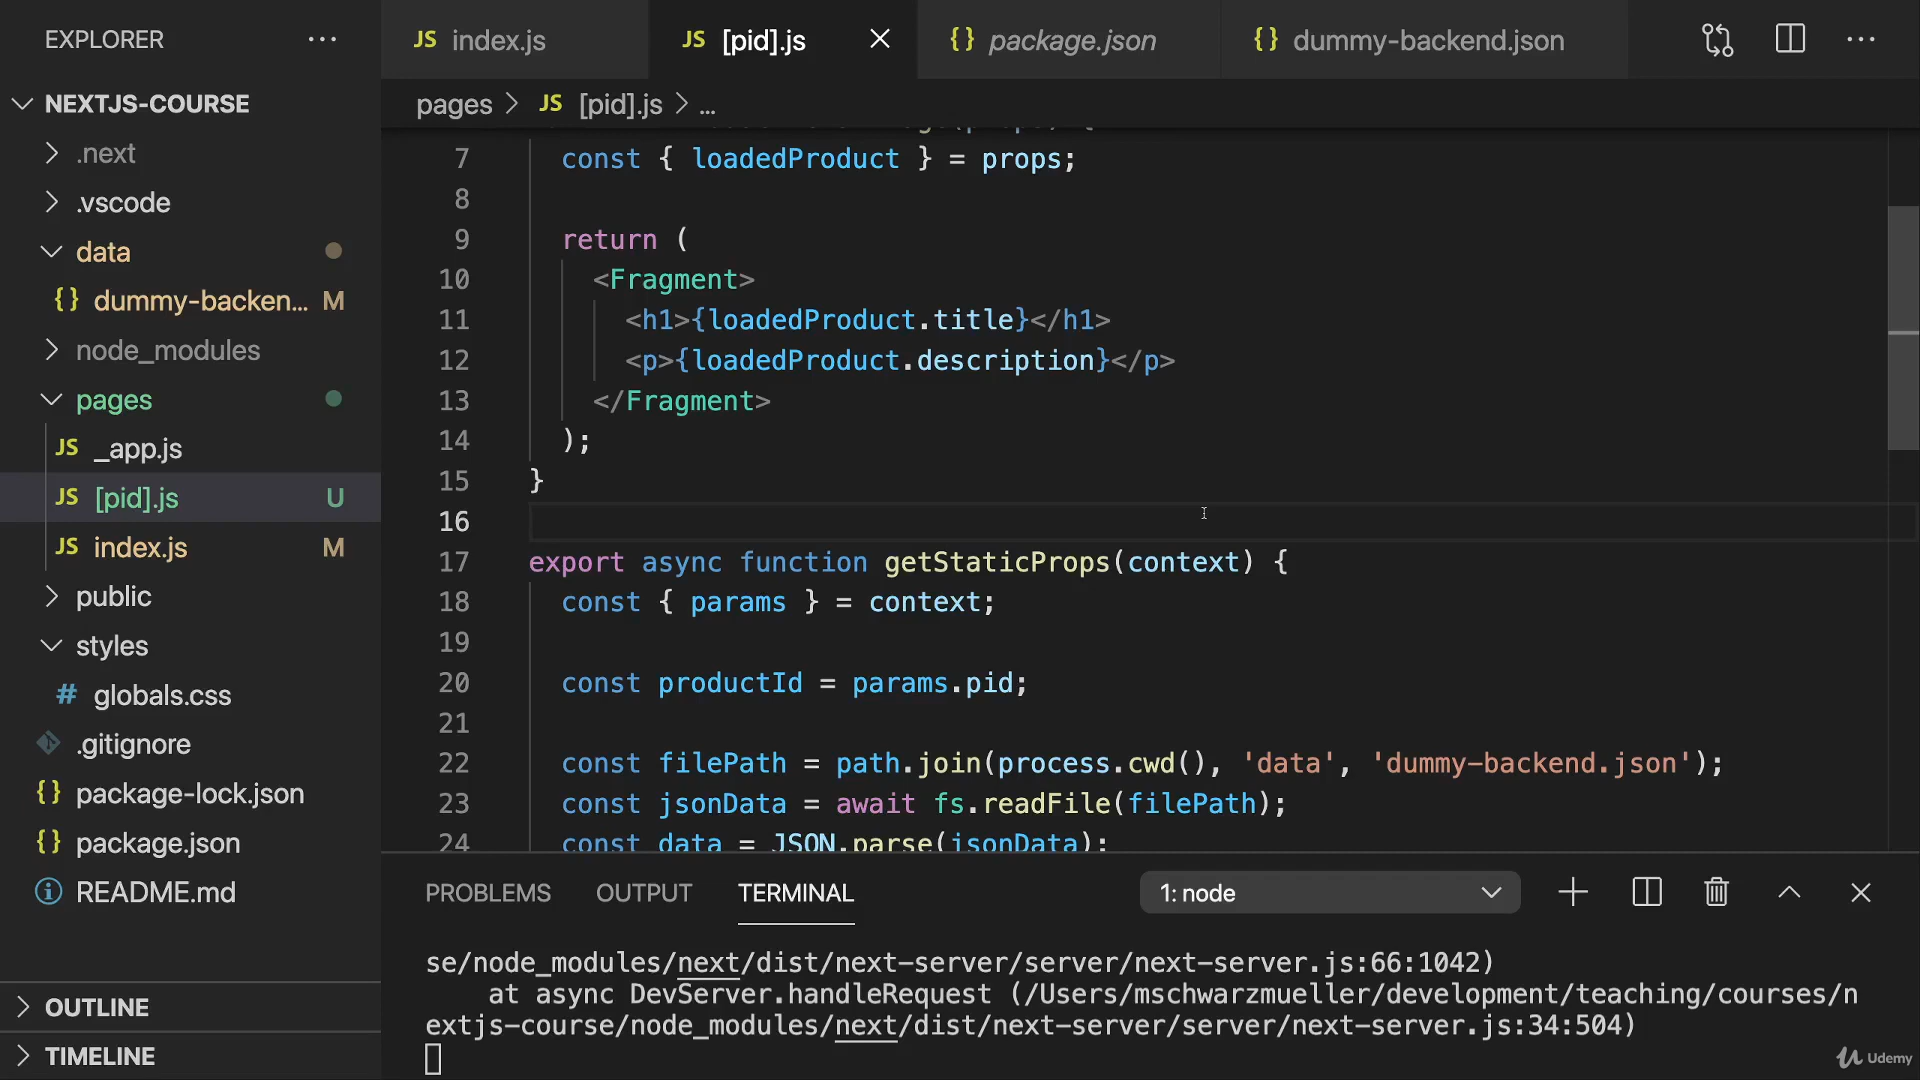 EXPLORER
NEXTJS-COURSE
.next
.vscode
data
{} dummy-backen... M
node_modules
pages
JS _app.js
JS [pid].js U
JS index.js M
public
styles
# globals.css
.gitignore
{} package-lock.json
{} package.json
README.md
OUTLINE
TIMELINE
JS index.js
JS [pid].js
{} package.json
{} dummy-backend.json
pages > JS [pid].js > ...
7 const { loadedProduct } = props;
8
9 return (
10 <Fragment>
11 <h1>{loadedProduct.title}</h1>
12 <p>{loadedProduct.description}</p>
13 </Fragment>
14 );
15 }
16
17 export async function getStaticProps(context) {
18 const { params } = context;
19
20 const productId = params.pid;
21
22 const filePath = path.join(process.cwd(), 'data', 'dummy-backend.json');
23 const jsonData = await fs.readFile(filePath);
24 const data = JSON.parse(jsonData);
PROBLEMS OUTPUT TERMINAL 1: node
se/node_modules/next/dist/next-server/server/next-server.js:66:1042)
at async DevServer.handleRequest (/Users/mschwarzmueller/development/teaching/courses/n
extjs-course/node_modules/next/dist/next-server/server/next-server.js:34:504)
Udemy